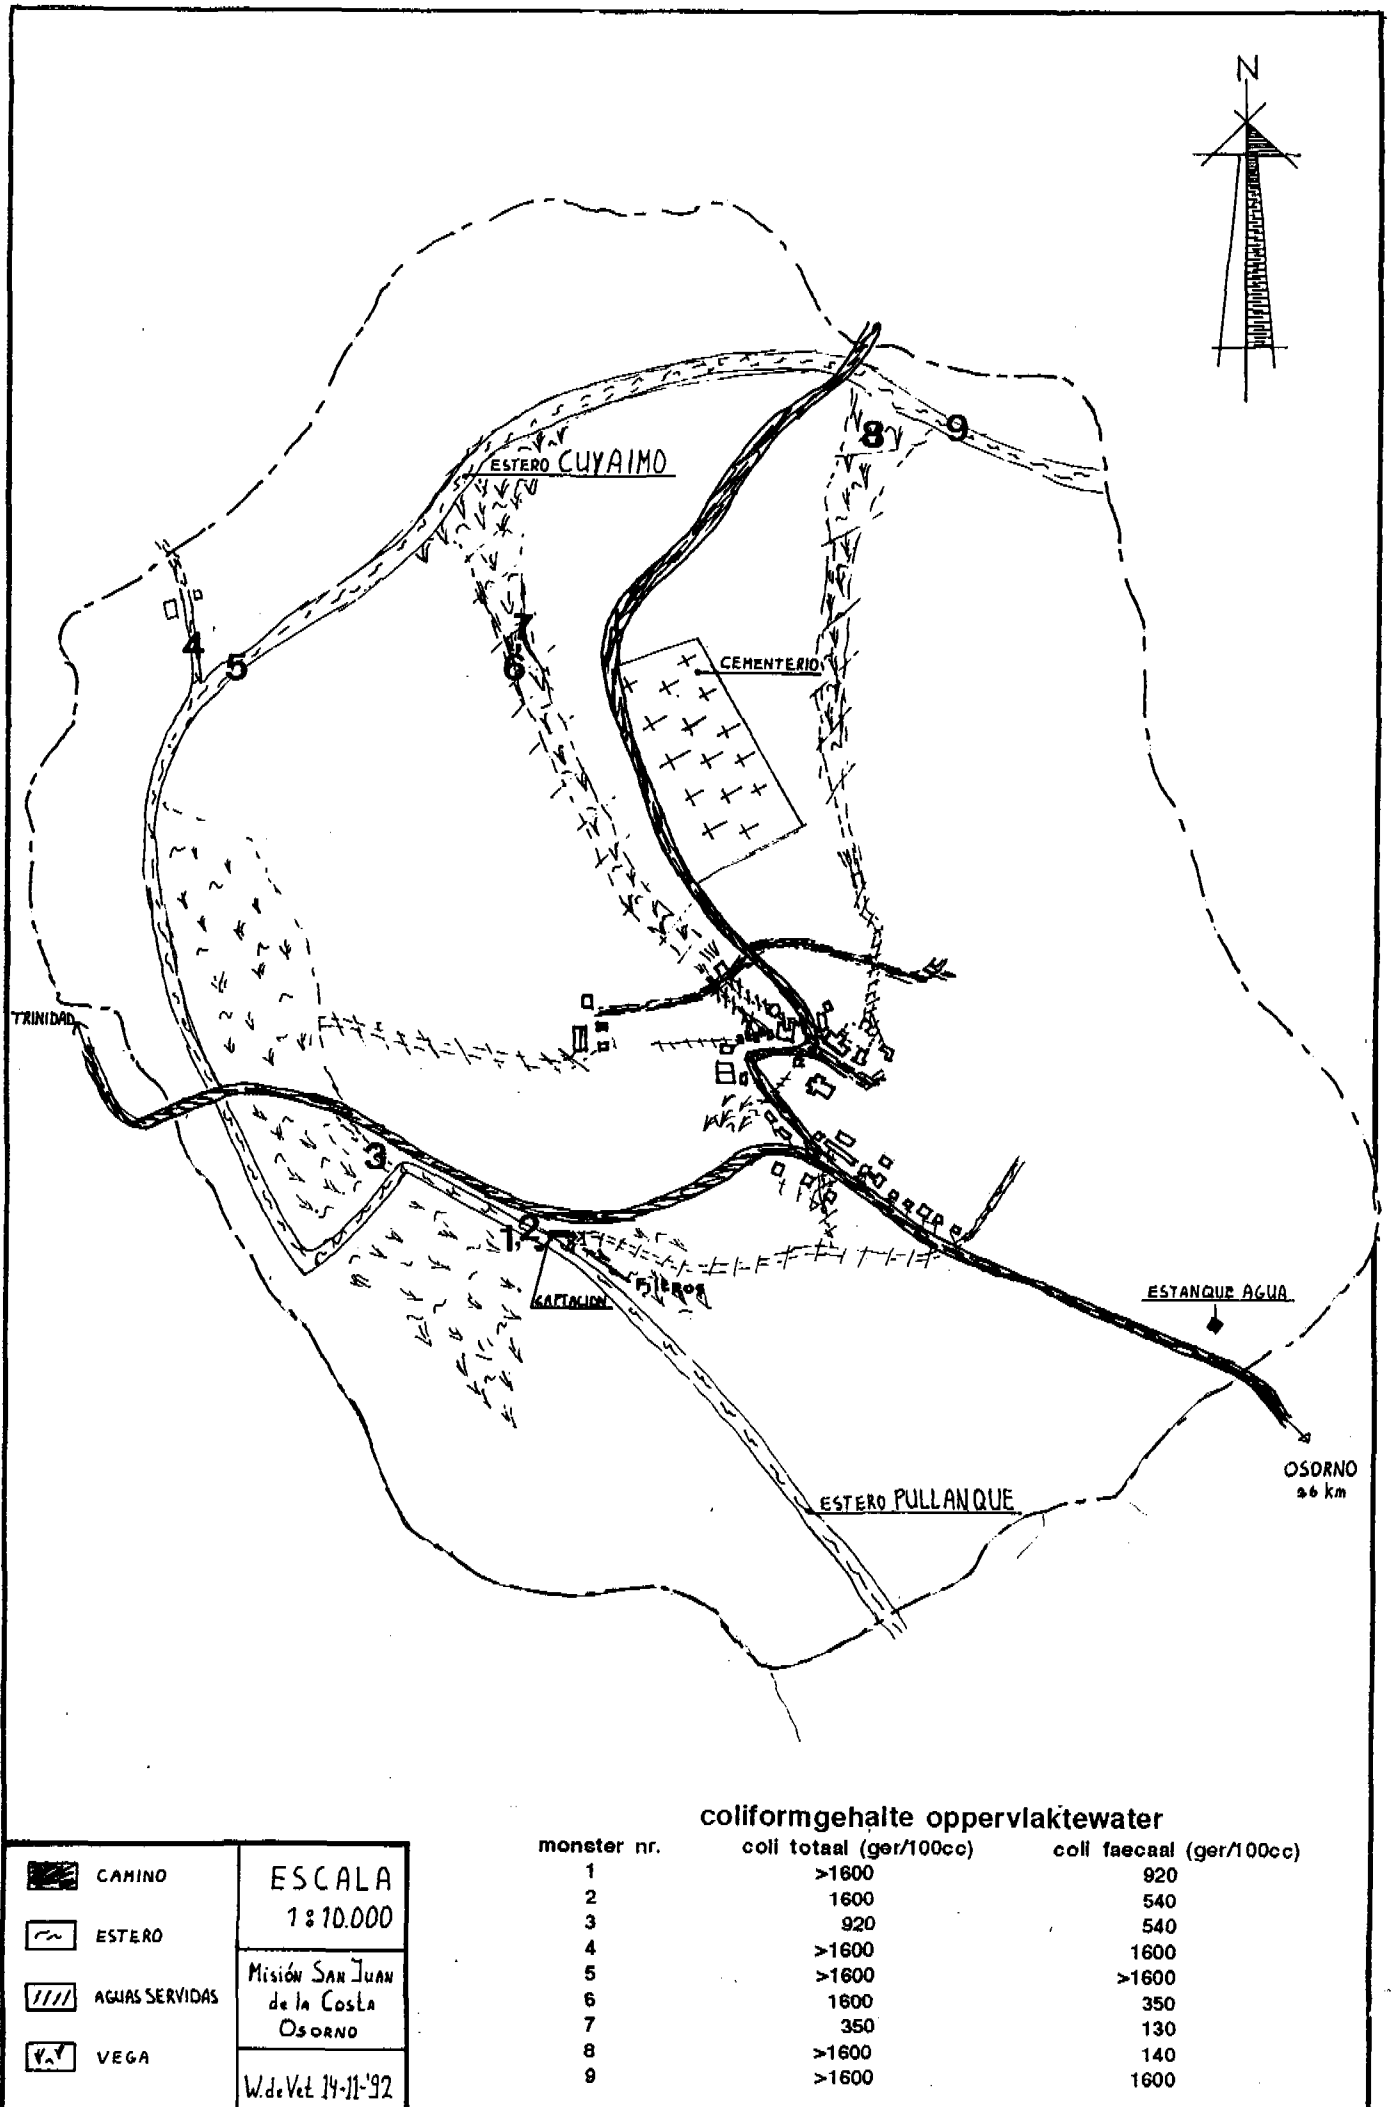 N
ESTERO CUYAIMO
8
9
4
5
7
6
CEMENTERIO
TRINIDAD
3
1,2,
CAPTACION
FILTROS
ESTANQUE AGUA
OSORNO
36 km
ESTERO PULLANQUE
CAMINO
ESTERO
AGUAS SERVIDAS
VEGA
ESCALA
1:10.000
Misión San Juan
de la Costa
Osorno
W.de Vet 14-11-'92
coliformgehalte oppervlaktewater
monster nr. coli totaal (ger/100cc) coli faecaal (ger/100cc)
1 >1600 920
2 1600 540
3 920 540
4 >1600 1600
5 >1600 >1600
6 1600 350
7 350 130
8 >1600 140
9 >1600 1600